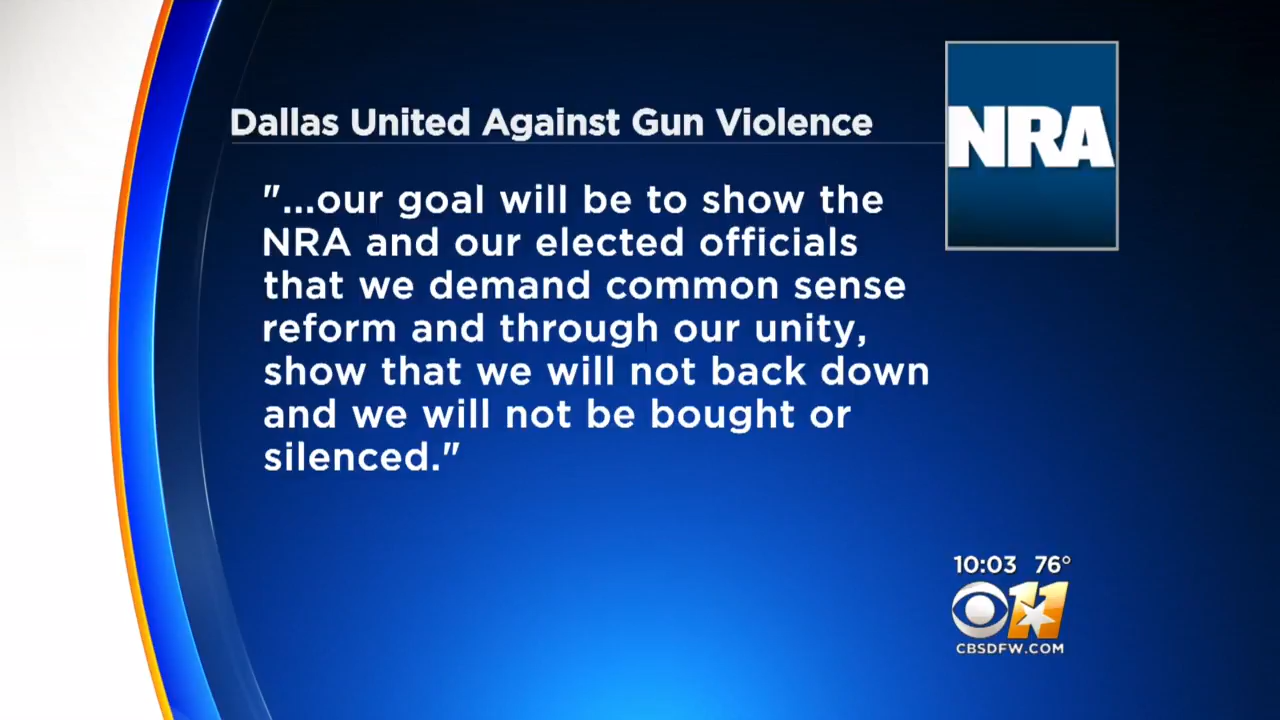 Dallas United Against Gun Violence
NRA
"...our goal will be to show the
NRA and our elected officials
that we demand common sense
reform and through our unity,
show that we will not back down
and we will not be bought or
silenced."
10:03 76°
11
CBSDFW.COM